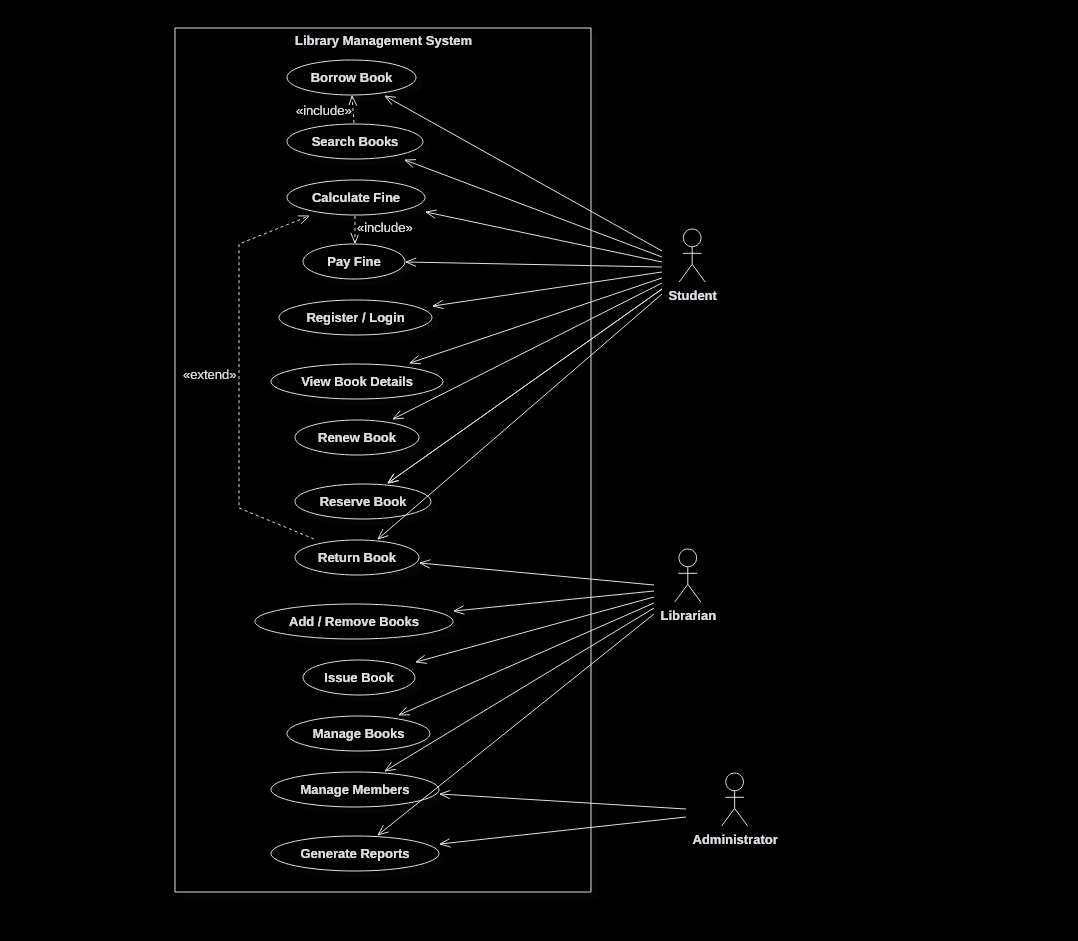 Library Management System
Borrow Book
«include»
Search Books
Calculate Fine
«include»
Pay Fine
Student
Register / Login
«extend»
View Book Details
Renew Book
Reserve Book
Return Book
Librarian
Add / Remove Books
Issue Book
Manage Books
Manage Members
Administrator
Generate Reports